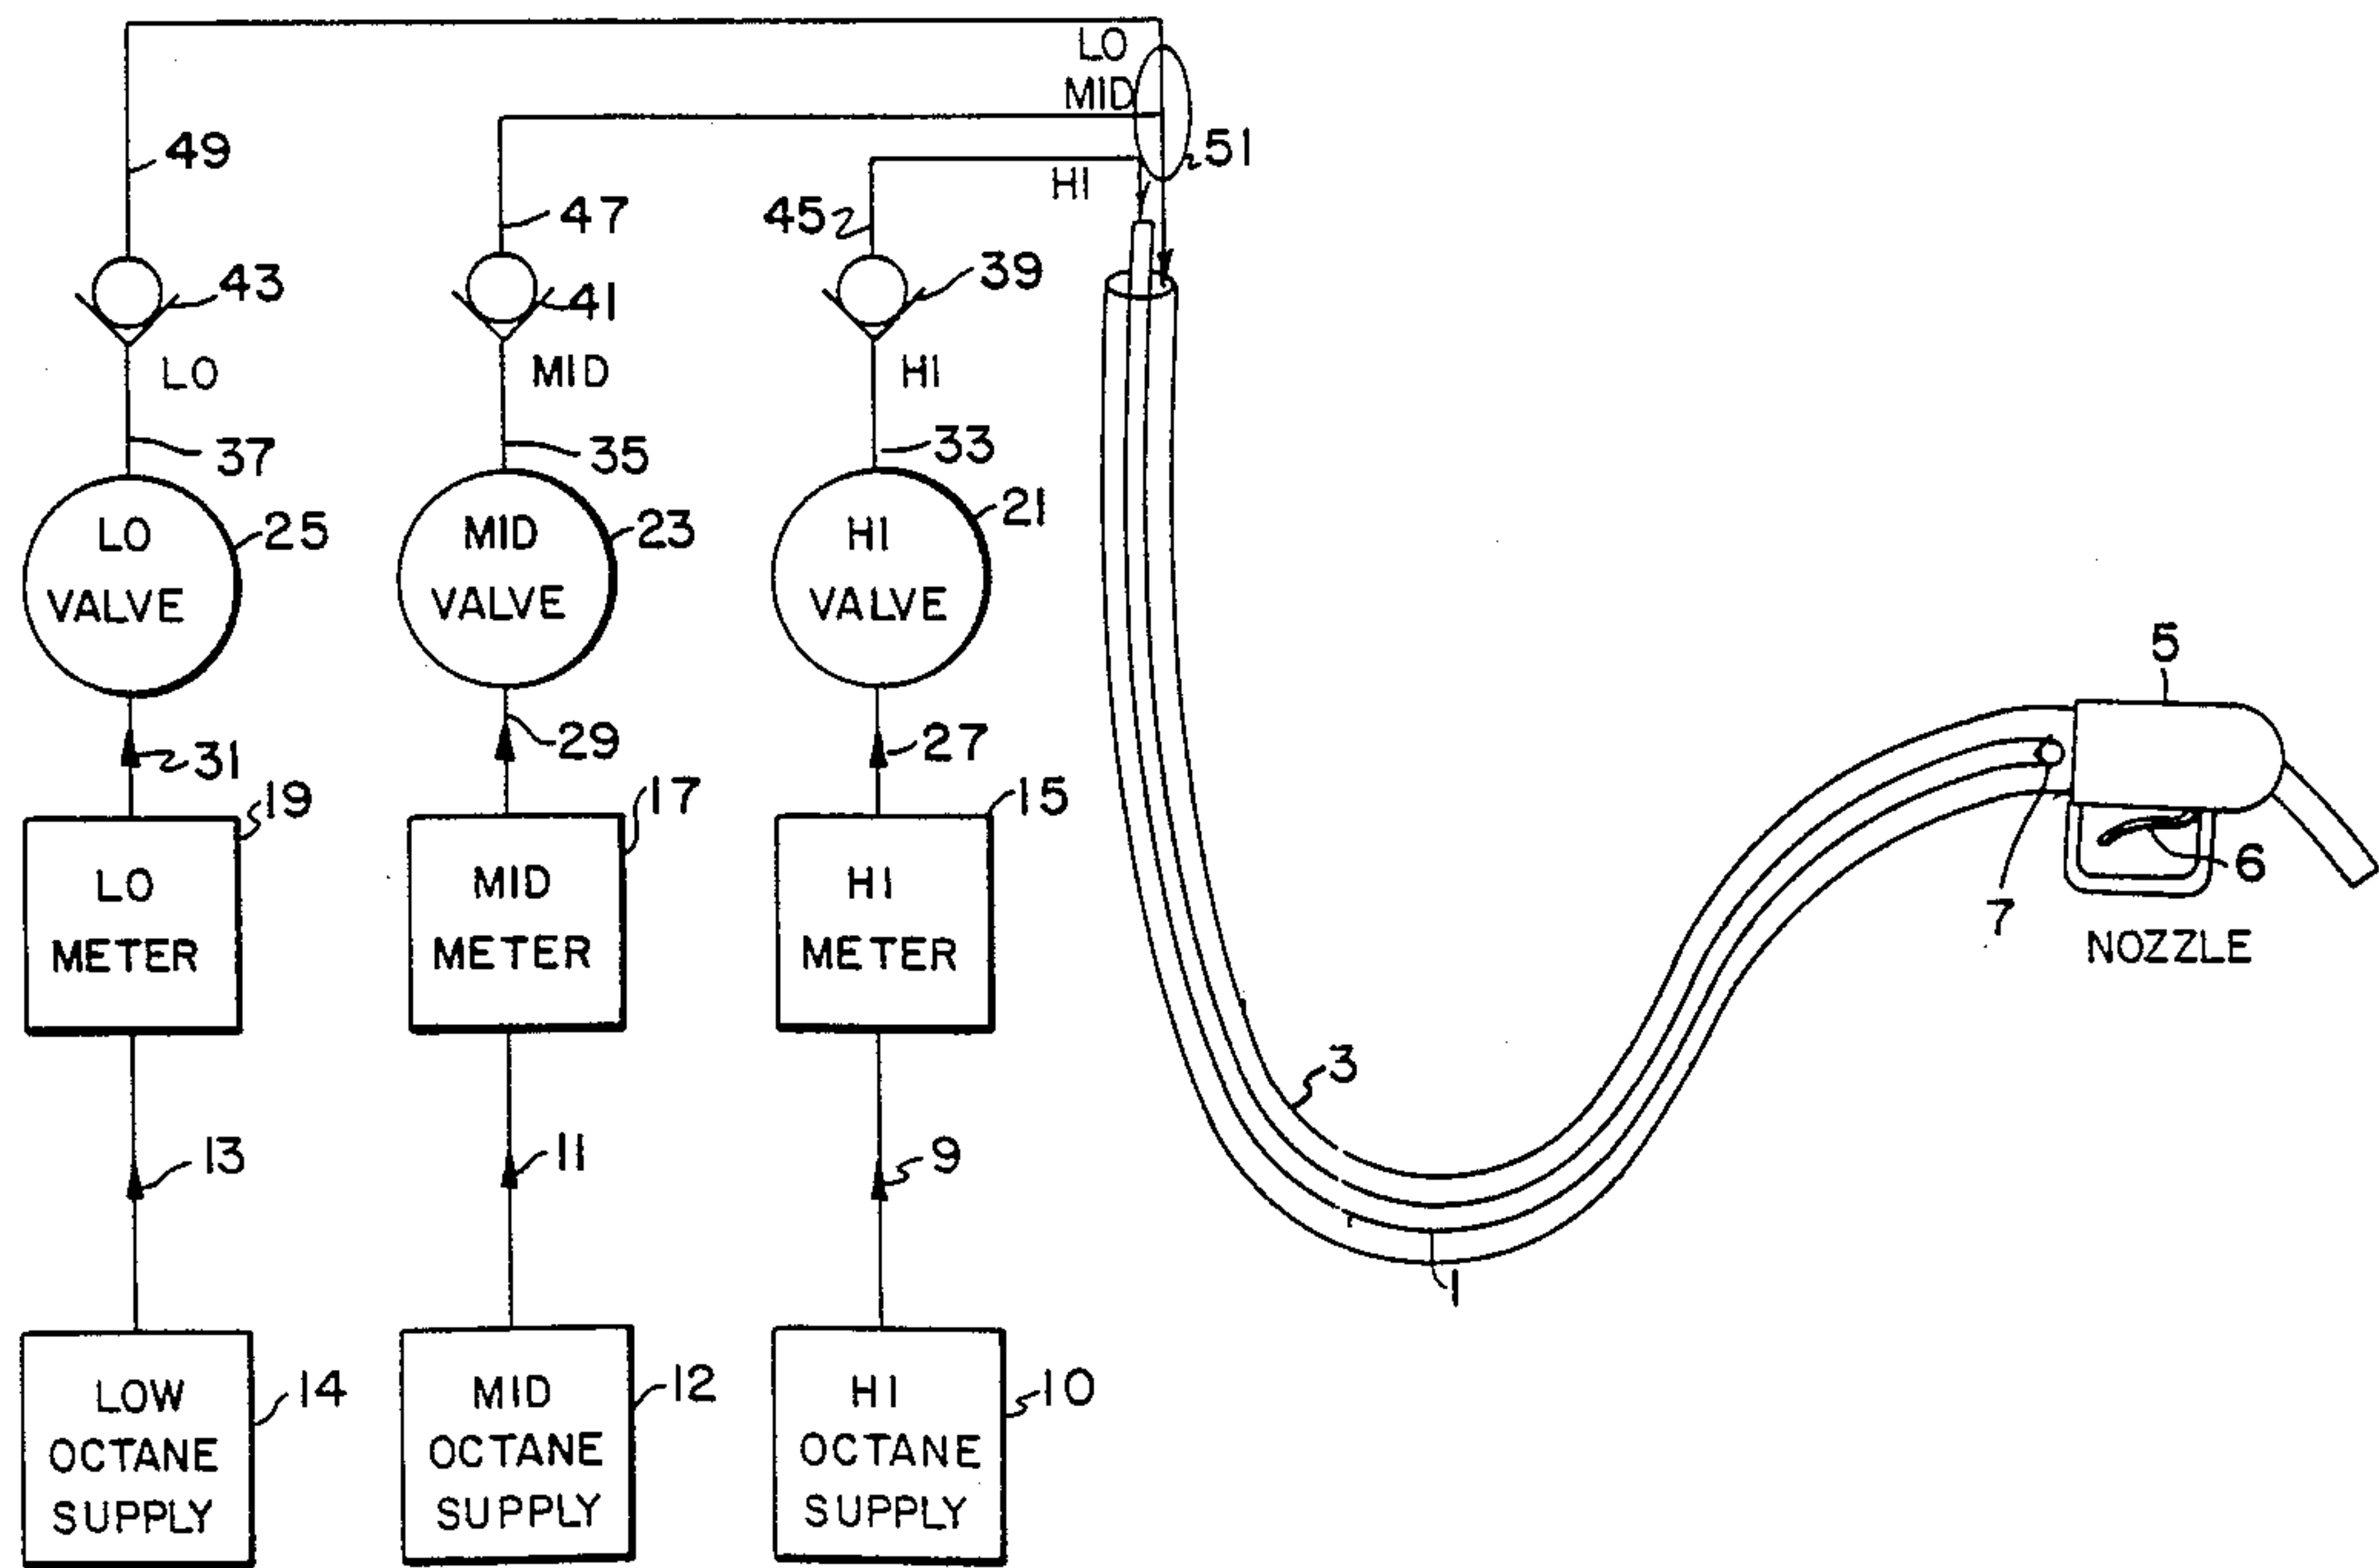 LO
MID
51
HI
49
47
45
43
41
39
LO
MID
HI
37
35
33
LO
VALVE
25
MID
VALVE
23
HI
VALVE
21
31
29
27
5
19
17
15
LO
METER
MID
METER
HI
METER
6
7
NOZZLE
3
13
11
9
1
LOW
OCTANE
SUPPLY
14
MID
OCTANE
SUPPLY
12
HI
OCTANE
SUPPLY
10